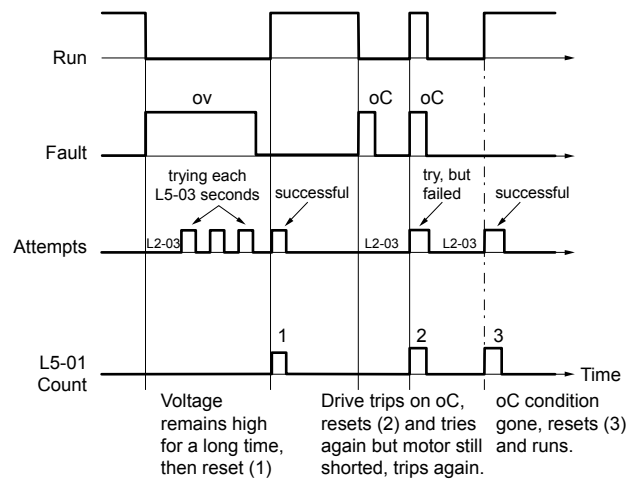 Run
ov
oC
oC
Fault
trying each
L5-03 seconds
successful
try, but
failed
successful
Attempts
L2-03
L2-03
L2-03
1
2
3
L5-01
Count
Time
Voltage
remains high
for a long time,
then reset (1)
Drive trips on oC,
resets (2) and tries
again but motor still
shorted, trips again.
oC condition
gone, resets (3)
and runs.